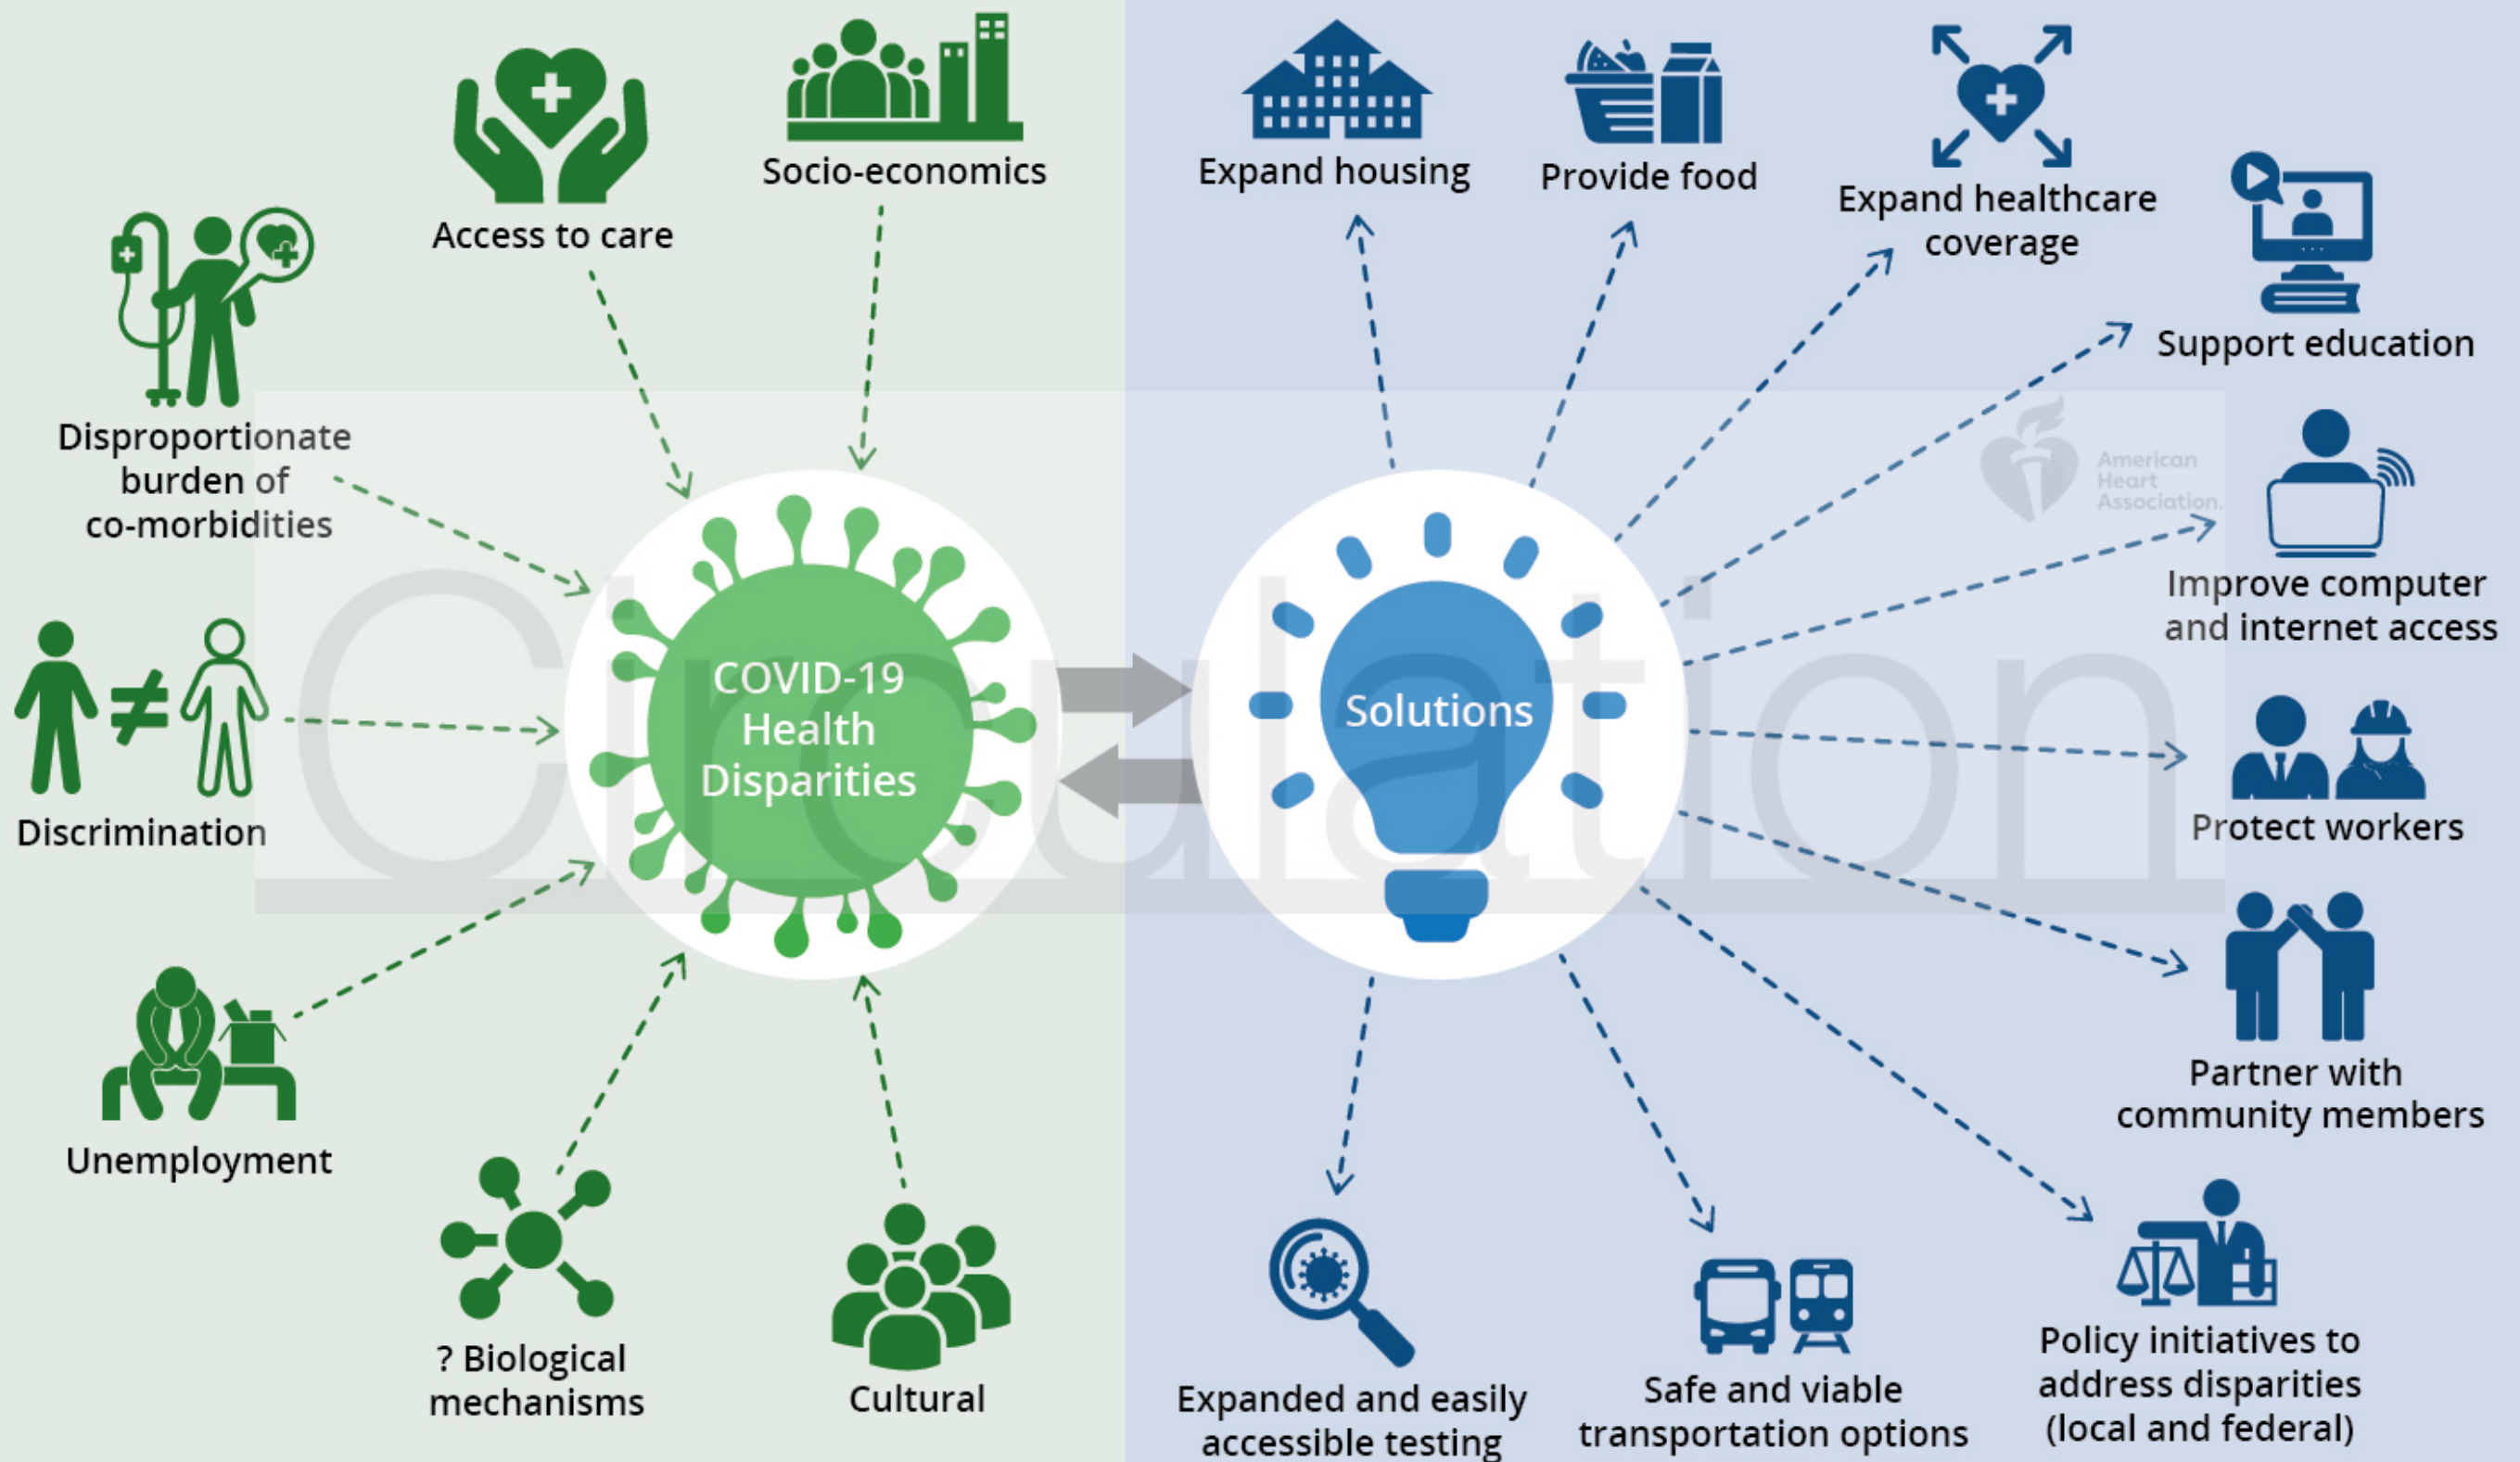 Socio-economics
Access to care
Disproportionate
burden of
co-morbidities
Discrimination
Unemployment
? Biological
mechanisms
Cultural
COVID-19
Health
Disparities
Solutions
Expand housing
Provide food
Expand healthcare
coverage
Support education
Improve computer
and internet access
Protect workers
Partner with
community members
Policy initiatives to
address disparities
(local and federal)
Safe and viable
transportation options
Expanded and easily
accessible testing
Circulation
American
Heart
Association.